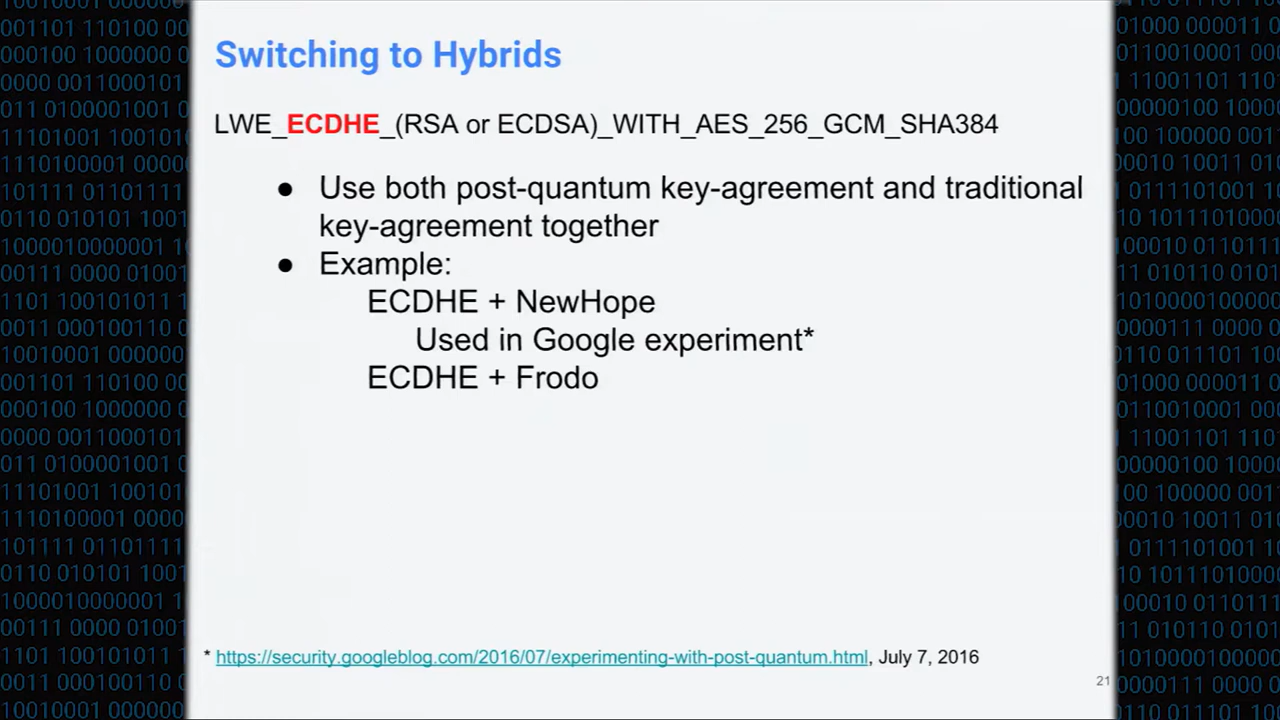 Switching to Hybrids
LWE_ECDHE_(RSA or ECDSA)_WITH_AES_256_GCM_SHA384
● Use both post-quantum key-agreement and traditional
key-agreement together
● Example:
ECDHE + NewHope
Used in Google experiment*
ECDHE + Frodo
* https://security.googleblog.com/2016/07/experimenting-with-post-quantum.html, July 7, 2016
21